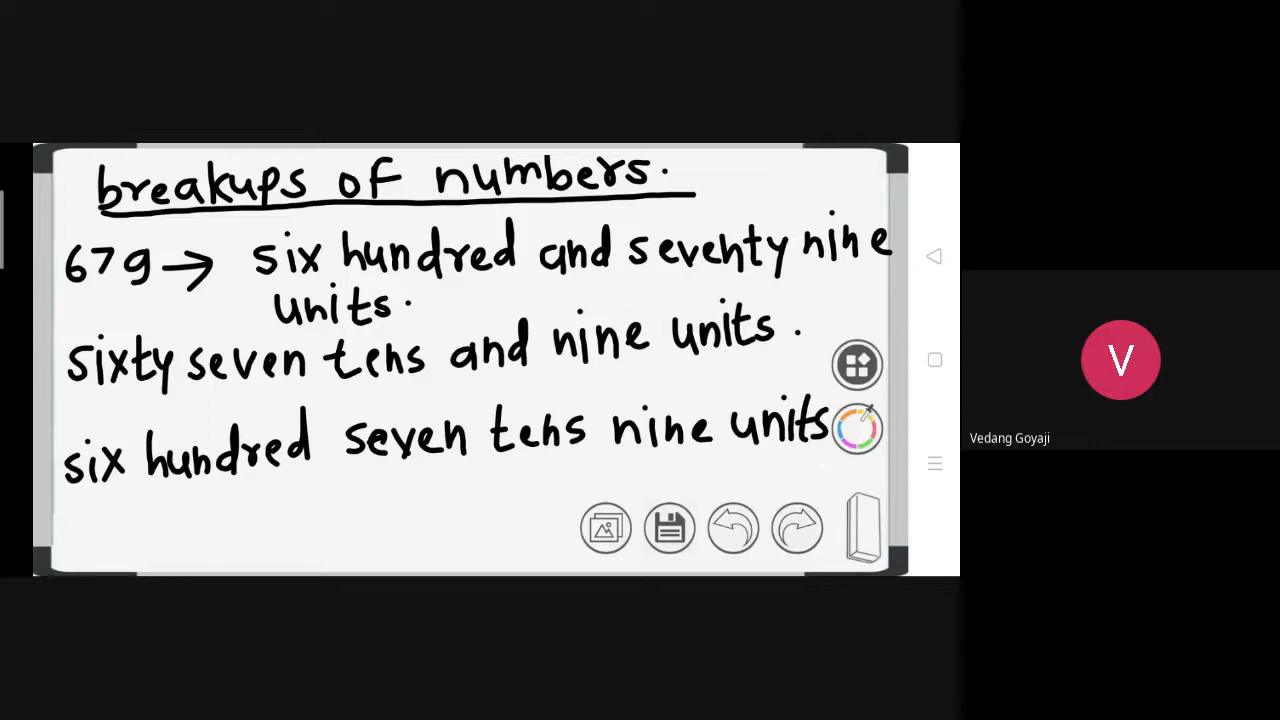 breakups of numbers.
679 → six hundred and seventy nine
units.
sixty seven tens and nine units.
six hundred seven tens nine units
V
Vedang Goyaji